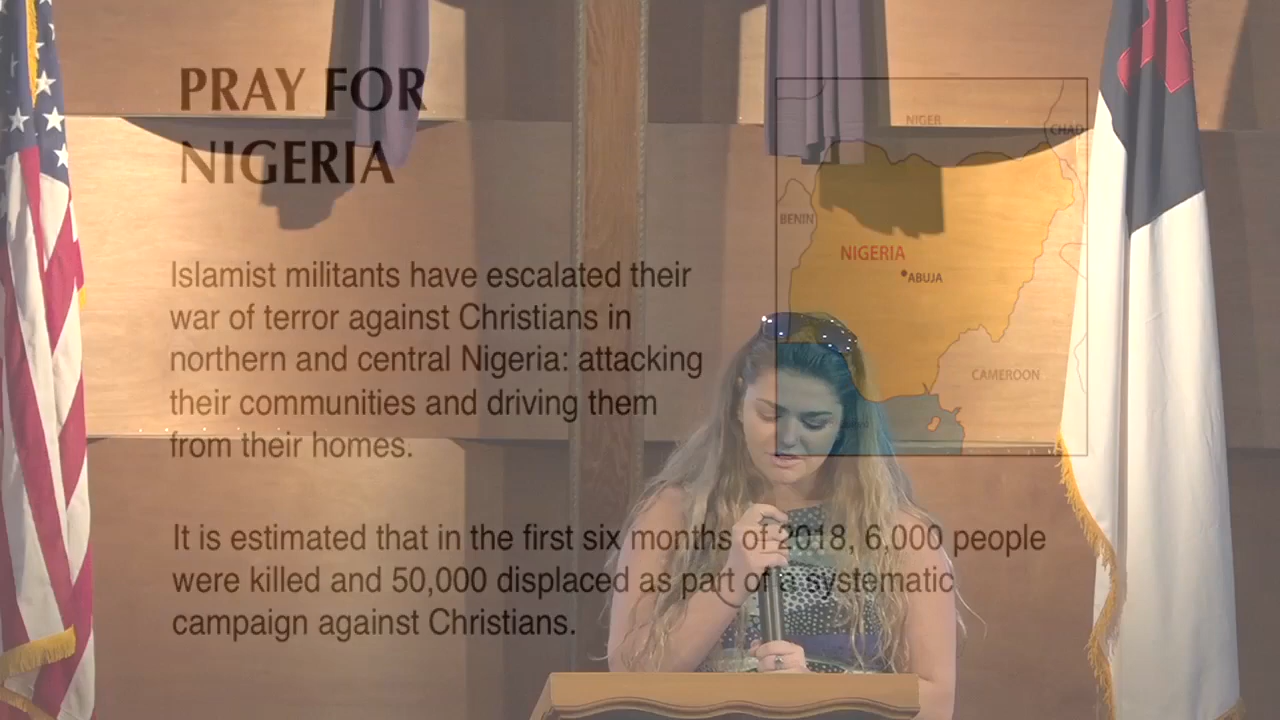 PRAY FOR
NIGERIA
NIGER
CHAD
BENIN
NIGERIA
ABUJA
CAMEROON
Islamist militants have escalated their
war of terror against Christians in
northern and central Nigeria: attacking
their communities and driving them
from their homes.
It is estimated that in the first six months of 2018, 6,000 people
were killed and 50,000 displaced as part of a systematic
campaign against Christians.